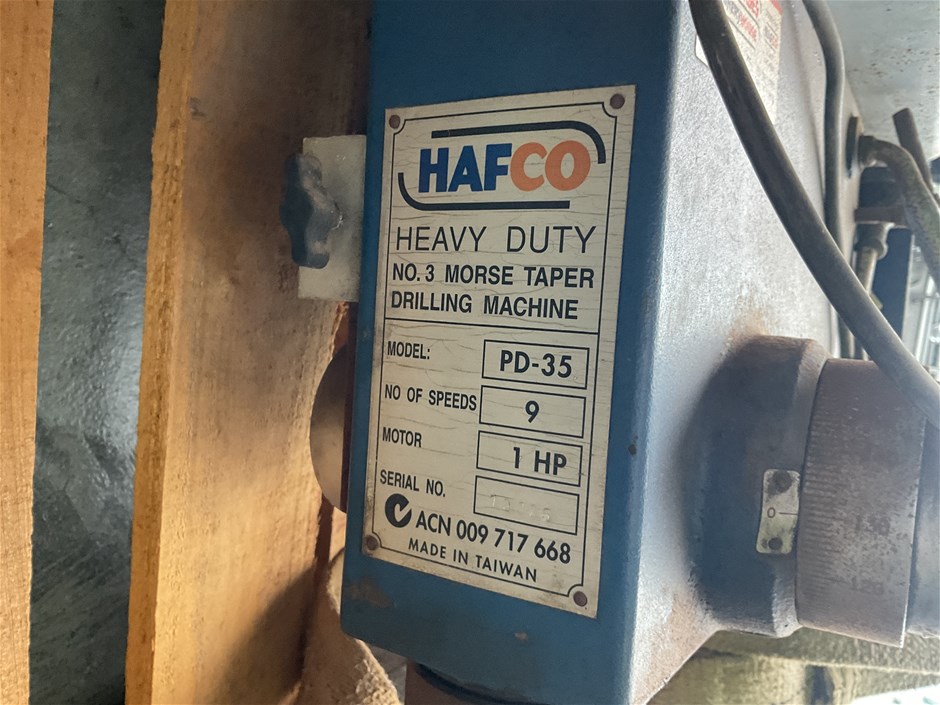 HAFCO
HEAVY DUTY
NO. 3 MORSE TAPER
DRILLING MACHINE
MODEL: PD-35
NO OF SPEEDS 9
MOTOR 1 HP
SERIAL NO.
ACN 009 717 668
MADE IN TAIWAN
0